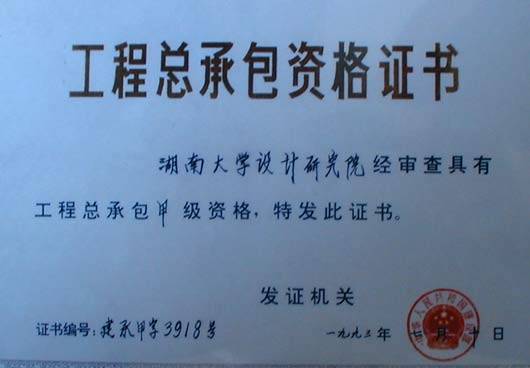 工程总承包资格证书
湖南大学设计研究院经审查具有
工程总承包甲级资格，特发此证书。
发证机关
证书编号：建承甲字3918号
一九九三年七月十日